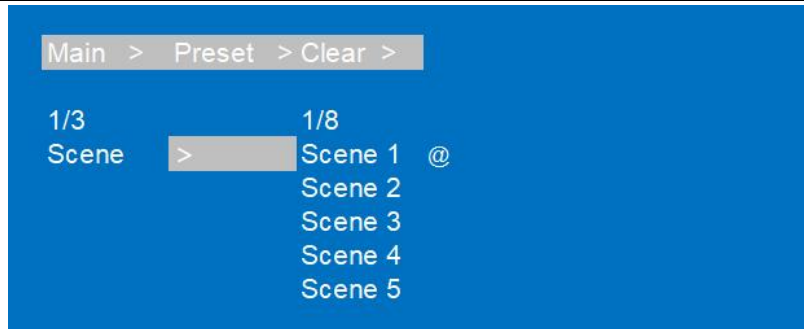 Main > Preset > Clear >
1/3 1/8
Scene > Scene 1 @
Scene 2
Scene 3
Scene 4
Scene 5